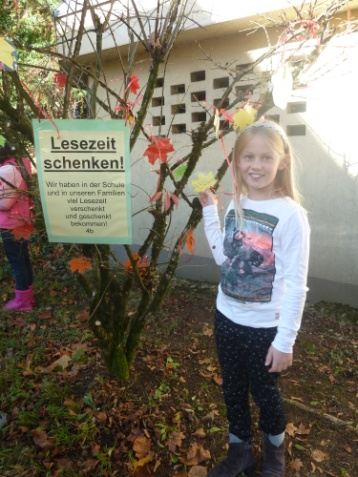 Lesezeit
schenken!
Wir haben in der Schule
und in unseren Familien
viel Lesezeit
verschenkt
und geschenkt
bekommen!
4b